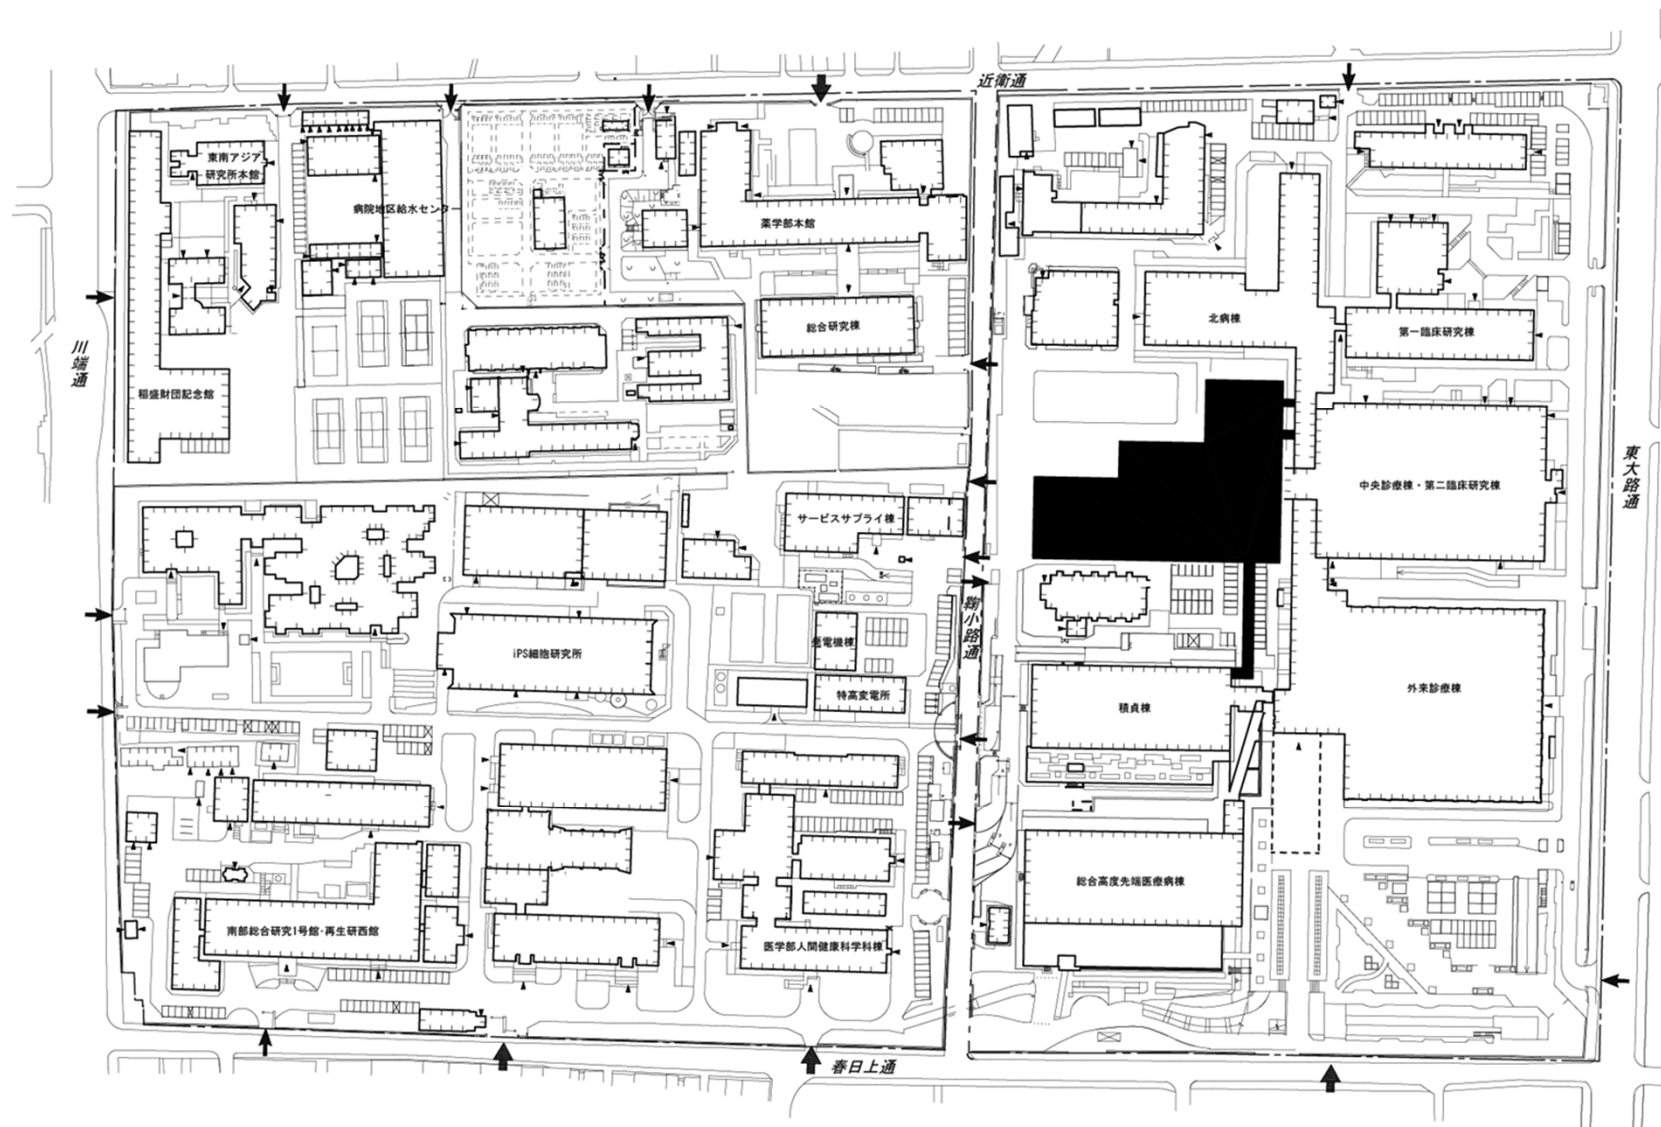 近衛通
東南アジア
研究所本館
病院地区給水センター
薬学部本館
総合研究棟
北病棟
第一臨床研究棟
川端通
稲盛財団記念館
東大路通
中央診療棟・第二臨床研究棟
サービスサプライ棟
鞠小路通
iPS細胞研究所
発電機棟
特高変電所
積貞棟
外来診療棟
総合高度先端医療病棟
南部総合研究1号館・再生研西館
医学部人間健康科学科棟
春日上通